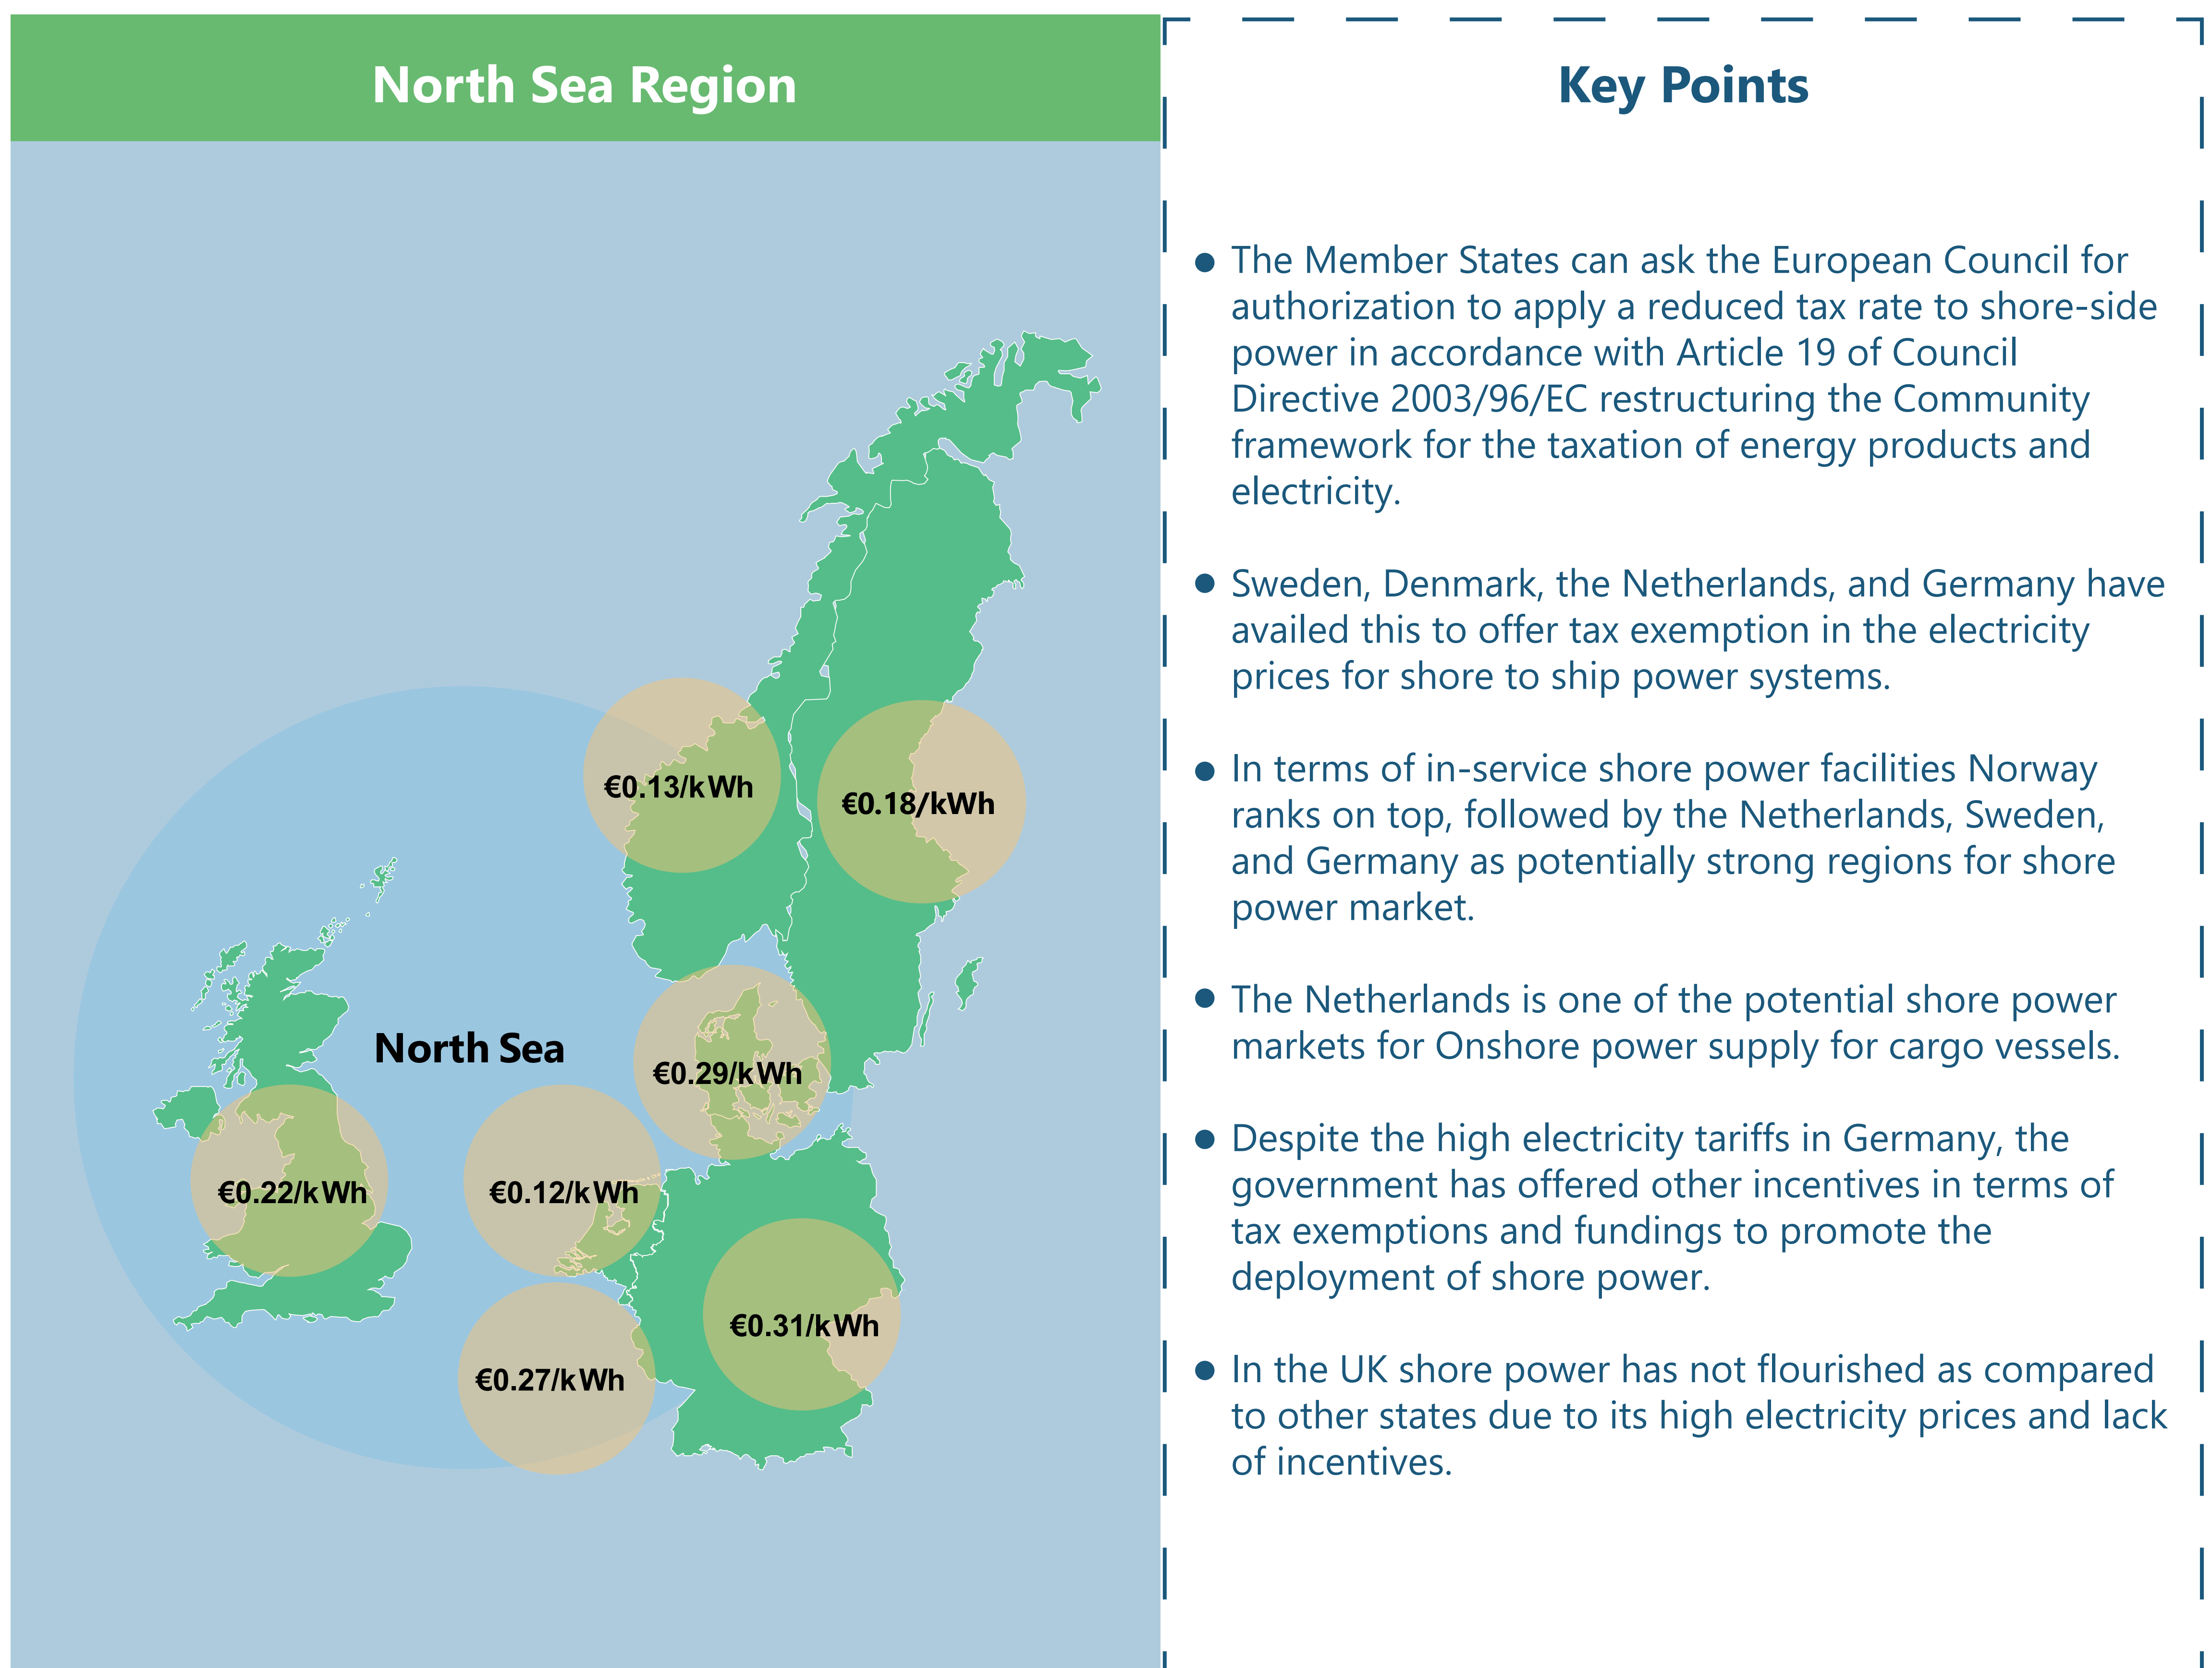 North Sea Region
€0.13/kWh
€0.18/kWh
North Sea
€0.29/kWh
€0.22/kWh
€0.12/kWh
€0.31/kWh
€0.27/kWh
Key Points
● The Member States can ask the European Council for
authorization to apply a reduced tax rate to shore-side
power in accordance with Article 19 of Council
Directive 2003/96/EC restructuring the Community
framework for the taxation of energy products and
electricity.
● Sweden, Denmark, the Netherlands, and Germany have
availed this to offer tax exemption in the electricity
prices for shore to ship power systems.
● In terms of in-service shore power facilities Norway
ranks on top, followed by the Netherlands, Sweden,
and Germany as potentially strong regions for shore
power market.
● The Netherlands is one of the potential shore power
markets for Onshore power supply for cargo vessels.
● Despite the high electricity tariffs in Germany, the
government has offered other incentives in terms of
tax exemptions and fundings to promote the
deployment of shore power.
● In the UK shore power has not flourished as compared
to other states due to its high electricity prices and lack
of incentives.